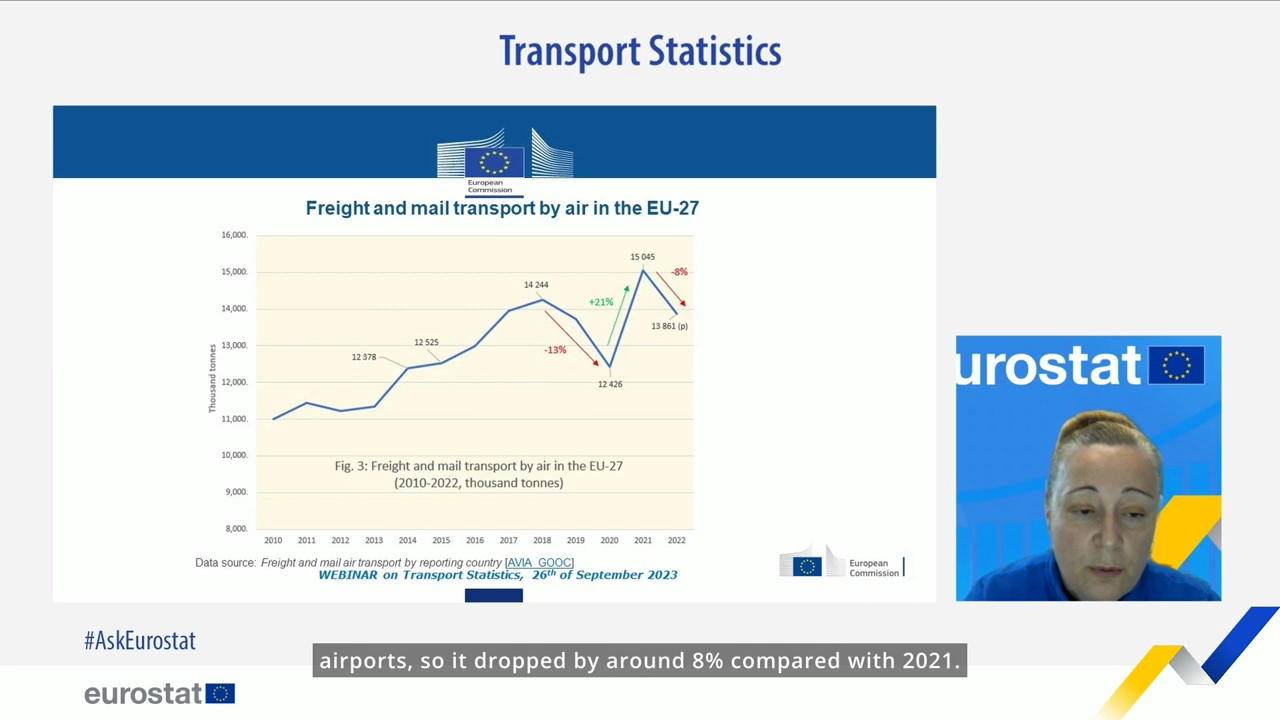 Transport Statistics
European
Commission
Freight and mail transport by air in the EU-27
16,000.
15,000.
14,000.
13,000.
12,000.
11,000.
10,000.
9,000.
8,000.
Thousand tonnes
12 378
12 525
14 244
-13%
12 426
+21%
15 045
-8%
13 861 (p)
Fig. 3: Freight and mail transport by air in the EU-27
(2010-2022, thousand tonnes)
2010 2011 2012 2013 2014 2015 2016 2017 2018 2019 2020 2021 2022
Data source: Freight and mail air transport by reporting country [AVIA_GOOC]
WEBINAR on Transport Statistics, 26th of September 2023
European
Commission
urostat
#AskEurostat
airports, so it dropped by around 8% compared with 2021.
eurostat